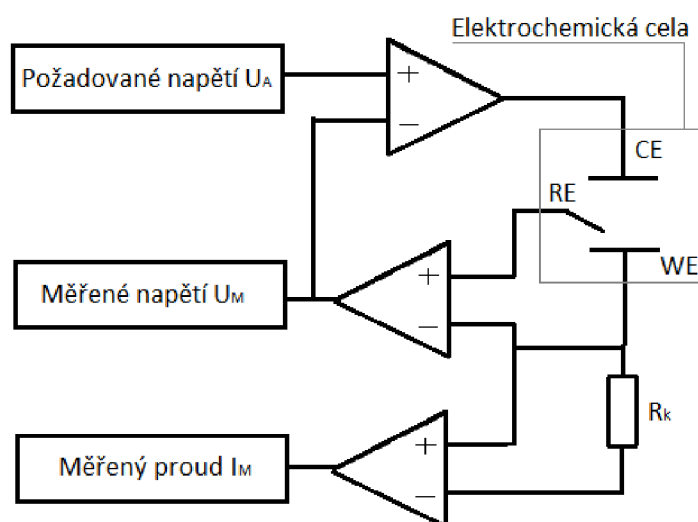 Elektrochemická cela
Požadované napětí UA
+
−
CE
RE
WE
Měřené napětí UM
+
−
Rk
Měřený proud IM
+
−